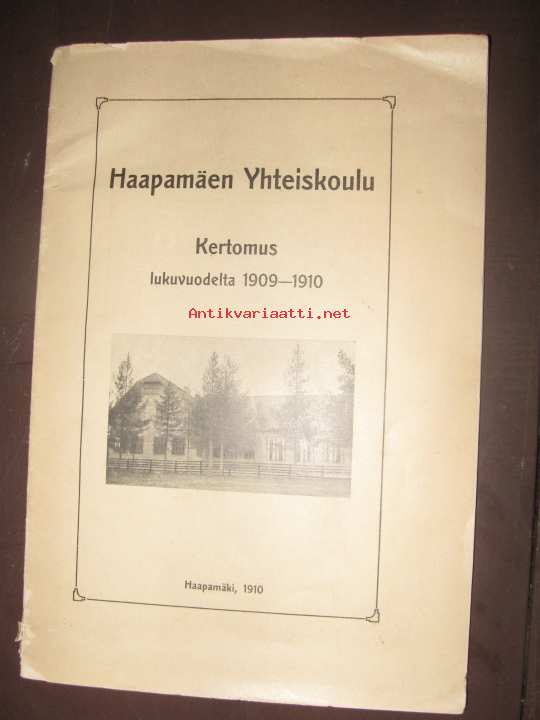 Haapamäen Yhteiskoulu
Kertomus
lukuvuodelta 1909—1910
Antikvariaatti.net
Haapamäki, 1910